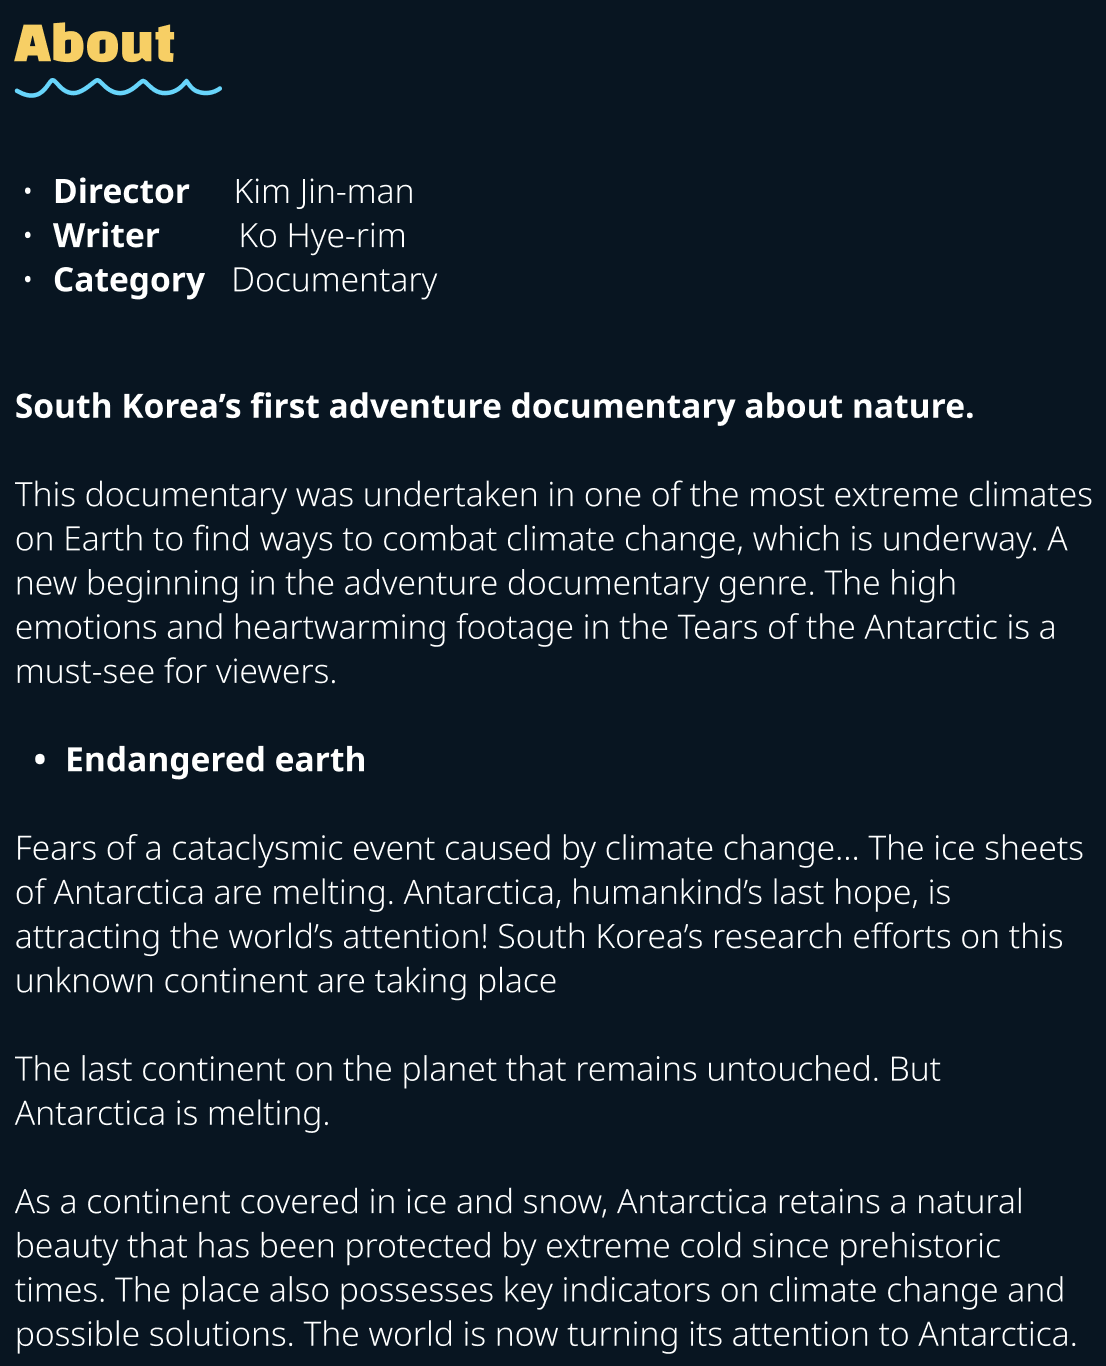 About
· Director Kim Jin-man
· Writer Ko Hye-rim
· Category Documentary
South Korea’s first adventure documentary about nature.
This documentary was undertaken in one of the most extreme climates
on Earth to find ways to combat climate change, which is underway. A
new beginning in the adventure documentary genre. The high
emotions and heartwarming footage in the Tears of the Antarctic is a
must-see for viewers.
• Endangered earth
Fears of a cataclysmic event caused by climate change... The ice sheets
of Antarctica are melting. Antarctica, humankind’s last hope, is
attracting the world’s attention! South Korea’s research efforts on this
unknown continent are taking place
The last continent on the planet that remains untouched. But
Antarctica is melting.
As a continent covered in ice and snow, Antarctica retains a natural
beauty that has been protected by extreme cold since prehistoric
times. The place also possesses key indicators on climate change and
possible solutions. The world is now turning its attention to Antarctica.